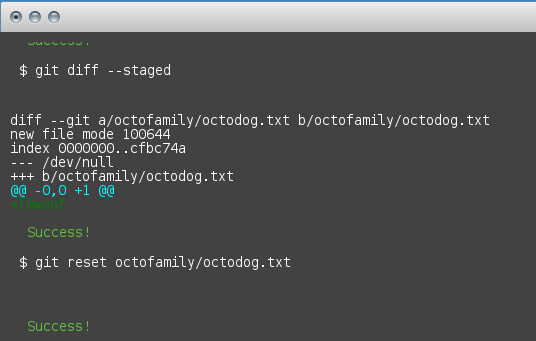 Success!
$ git diff --staged
diff --git a/octofamily/octodog.txt b/octofamily/octodog.txt
new file mode 100644
index 0000000..cfbc74a
--- /dev/null
+++ b/octofamily/octodog.txt
@@ -0,0 +1 @@
Success!
$ git reset octofamily/octodog.txt
Success!